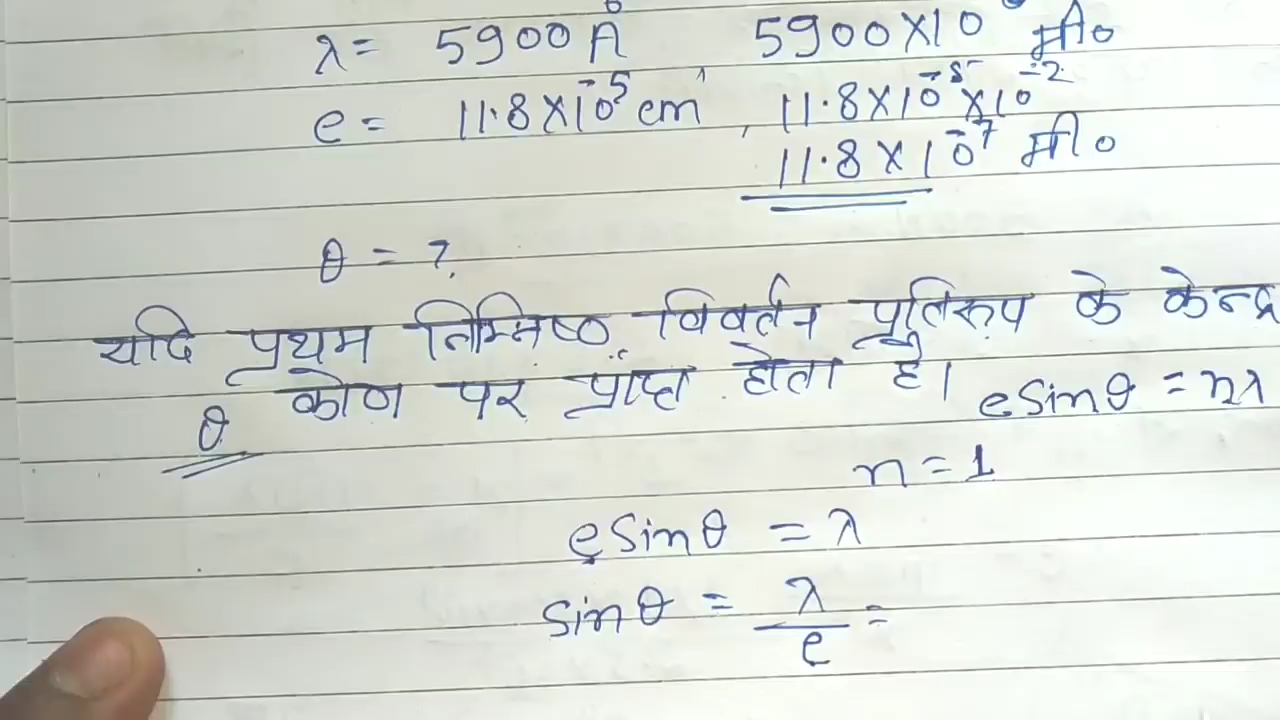 λ = 5900 Å 5900×10 मी०
e = 11.8×10⁻⁵ cm, 11.8×10⁻⁵×10⁻²
11.8×10⁻⁷ मी०
θ = ?
यदि प्रथम निम्निष्ठ विवर्तन प्रतिरूप के केन्द्र
θ कोण पर प्राप्त होता है। e sinθ = nλ
n = 1
e sinθ = λ
sinθ = λ/e =